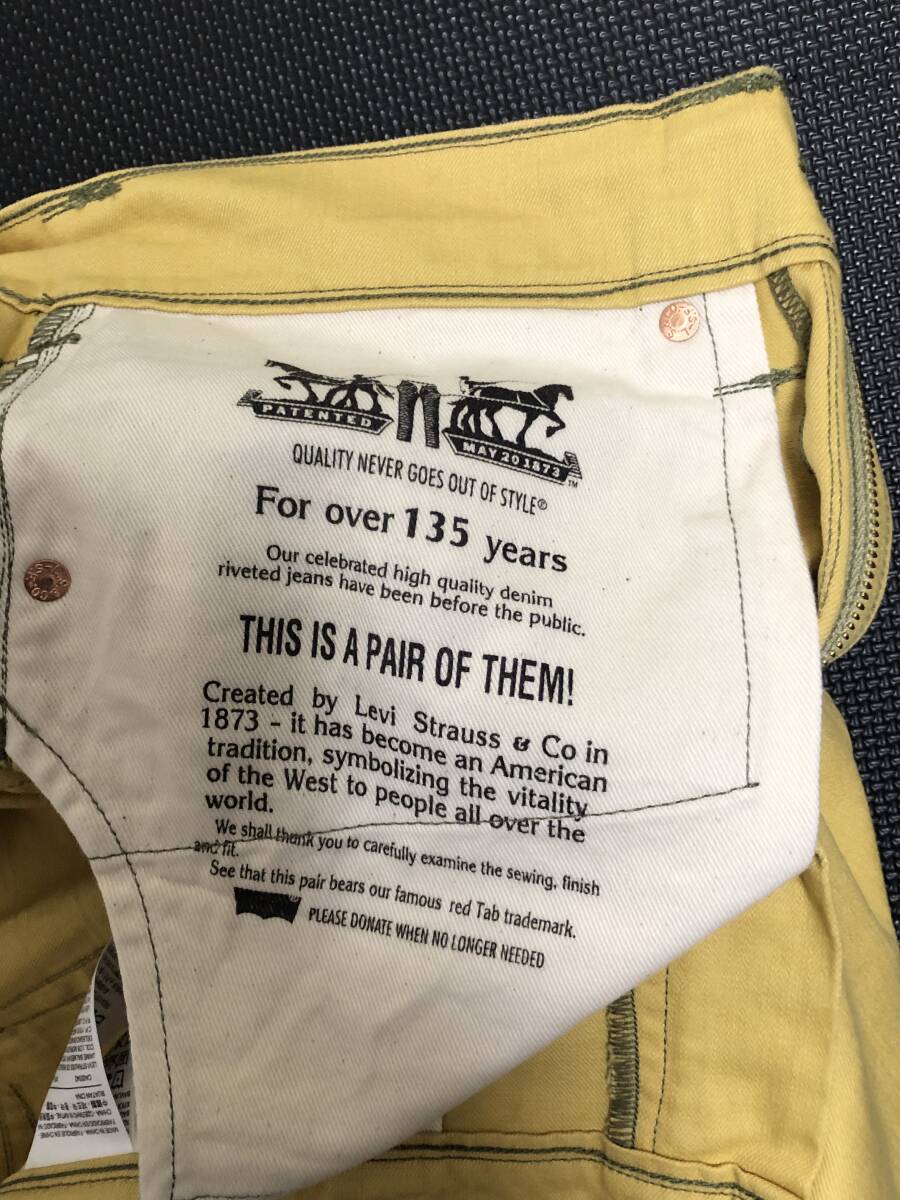 PATENTED
MAY 20 1873
TM
QUALITY NEVER GOES OUT OF STYLE®
For over 135 years
Our celebrated high quality denim
riveted jeans have been before the public.
THIS IS A PAIR OF THEM!
Created by Levi Strauss & Co in
1873 - it has become an American
tradition, symbolizing the vitality
of the West to people all over the
world.
We shall thank you to carefully examine the sewing, finish
and fit.
See that this pair bears our famous red Tab trademark.
PLEASE DONATE WHEN NO LONGER NEEDED